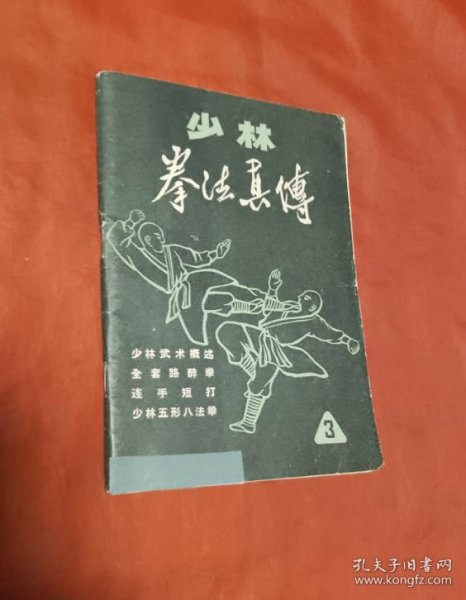 少林
拳法真傳
少林武术概述
全套路醉拳
连手短打
少林五形八法拳
3
孔夫子旧书网
www.kongfz.com